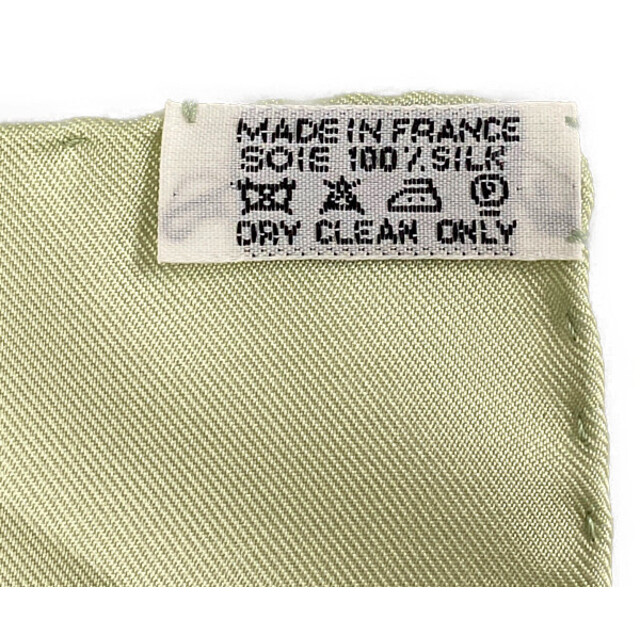 MADE IN FRANCE
SOIE 100% SILK
P
DRY CLEAN ONLY